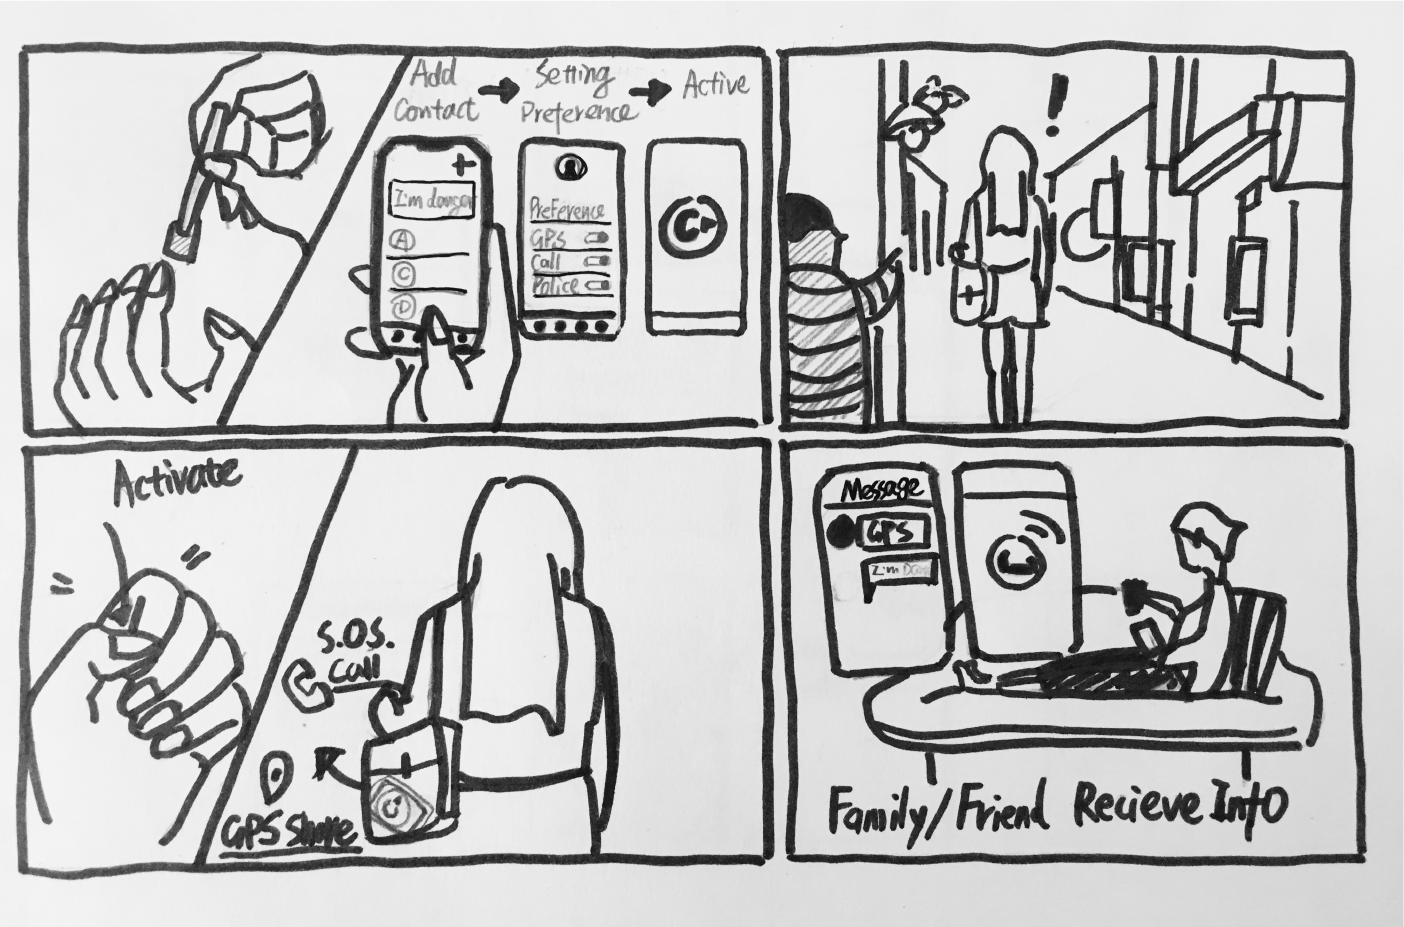 Add
Contact
Setting
Preference
Active
+
I'm danger
A
C
D
Preference
GPS
Call
Police
!
Activate
S.O.S.
Call
GPS Share
Message
GPS
I'm Dan
Family/Friend Recieve Info